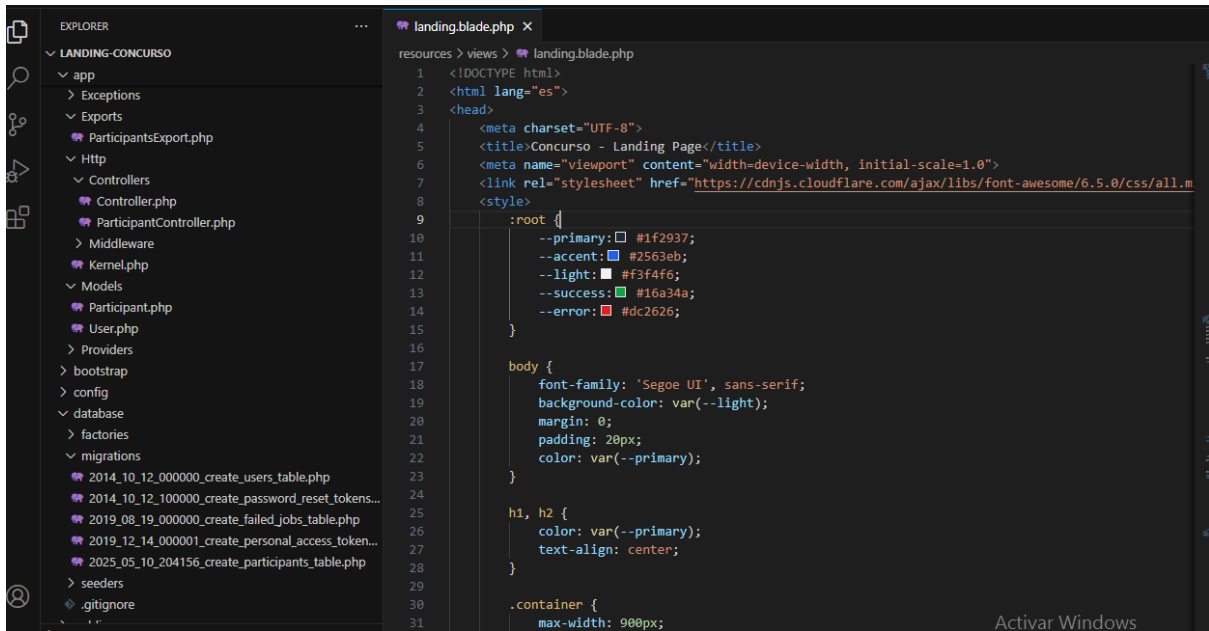 EXPLORER
LANDING-CONCURSO
app
Exceptions
Exports
ParticipantsExport.php
Http
Controllers
Controller.php
ParticipantController.php
Middleware
Kernel.php
Models
Participant.php
User.php
Providers
bootstrap
config
database
factories
migrations
2014_10_12_000000_create_users_table.php
2014_10_12_100000_create_password_reset_tokens...
2019_08_19_000000_create_failed_jobs_table.php
2019_12_14_000001_create_personal_access_token...
2025_05_10_204156_create_participants_table.php
seeders
.gitignore
landing.blade.php
resources > views > landing.blade.php
1 <!DOCTYPE html>
2 <html lang="es">
3 <head>
4 <meta charset="UTF-8">
5 <title>Concurso - Landing Page</title>
6 <meta name="viewport" content="width=device-width, initial-scale=1.0">
7 <link rel="stylesheet" href="https://cdnjs.cloudflare.com/ajax/libs/font-awesome/6.5.0/css/all.m
8 <style>
9 :root {
10 --primary: #1f2937;
11 --accent: #2563eb;
12 --light: #f3f4f6;
13 --success: #16a34a;
14 --error: #dc2626;
15 }
16
17 body {
18 font-family: 'Segoe UI', sans-serif;
19 background-color: var(--light);
20 margin: 0;
21 padding: 20px;
22 color: var(--primary);
23 }
24
25 h1, h2 {
26 color: var(--primary);
27 text-align: center;
28 }
29
30 .container {
31 max-width: 900px;
Activar Windows